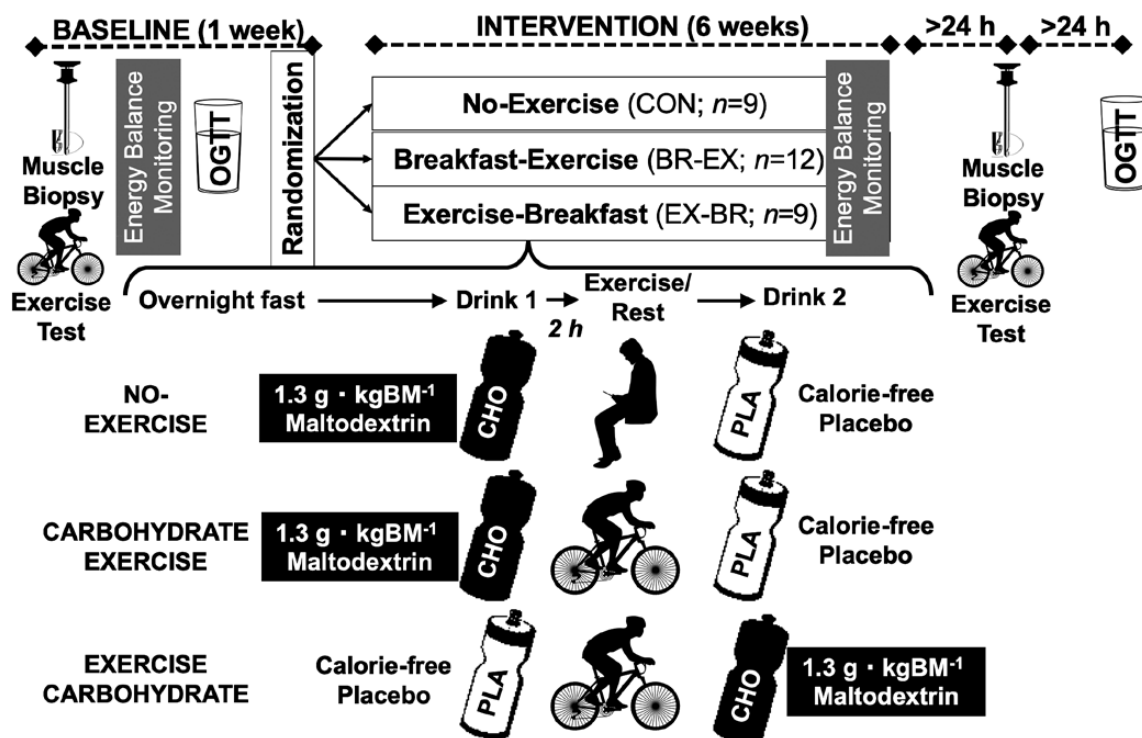 BASELINE (1 week)
INTERVENTION (6 weeks)
>24 h
>24 h
Muscle
Biopsy
Exercise
Test
Energy Balance
Monitoring
OGTT
Randomization
No-Exercise (CON; n=9)
Breakfast-Exercise (BR-EX; n=12)
Exercise-Breakfast (EX-BR; n=9)
Energy Balance
Monitoring
Muscle
Biopsy
Exercise
Test
OGTT
Overnight fast
Drink 1
2 h
Exercise/
Rest
Drink 2
NO-
EXERCISE
1.3 g · kgBM⁻¹
Maltodextrin
CHO
PLA
Calorie-free
Placebo
CARBOHYDRATE
EXERCISE
1.3 g · kgBM⁻¹
Maltodextrin
CHO
PLA
Calorie-free
Placebo
EXERCISE
CARBOHYDRATE
Calorie-free
Placebo
PLA
CHO
1.3 g · kgBM⁻¹
Maltodextrin